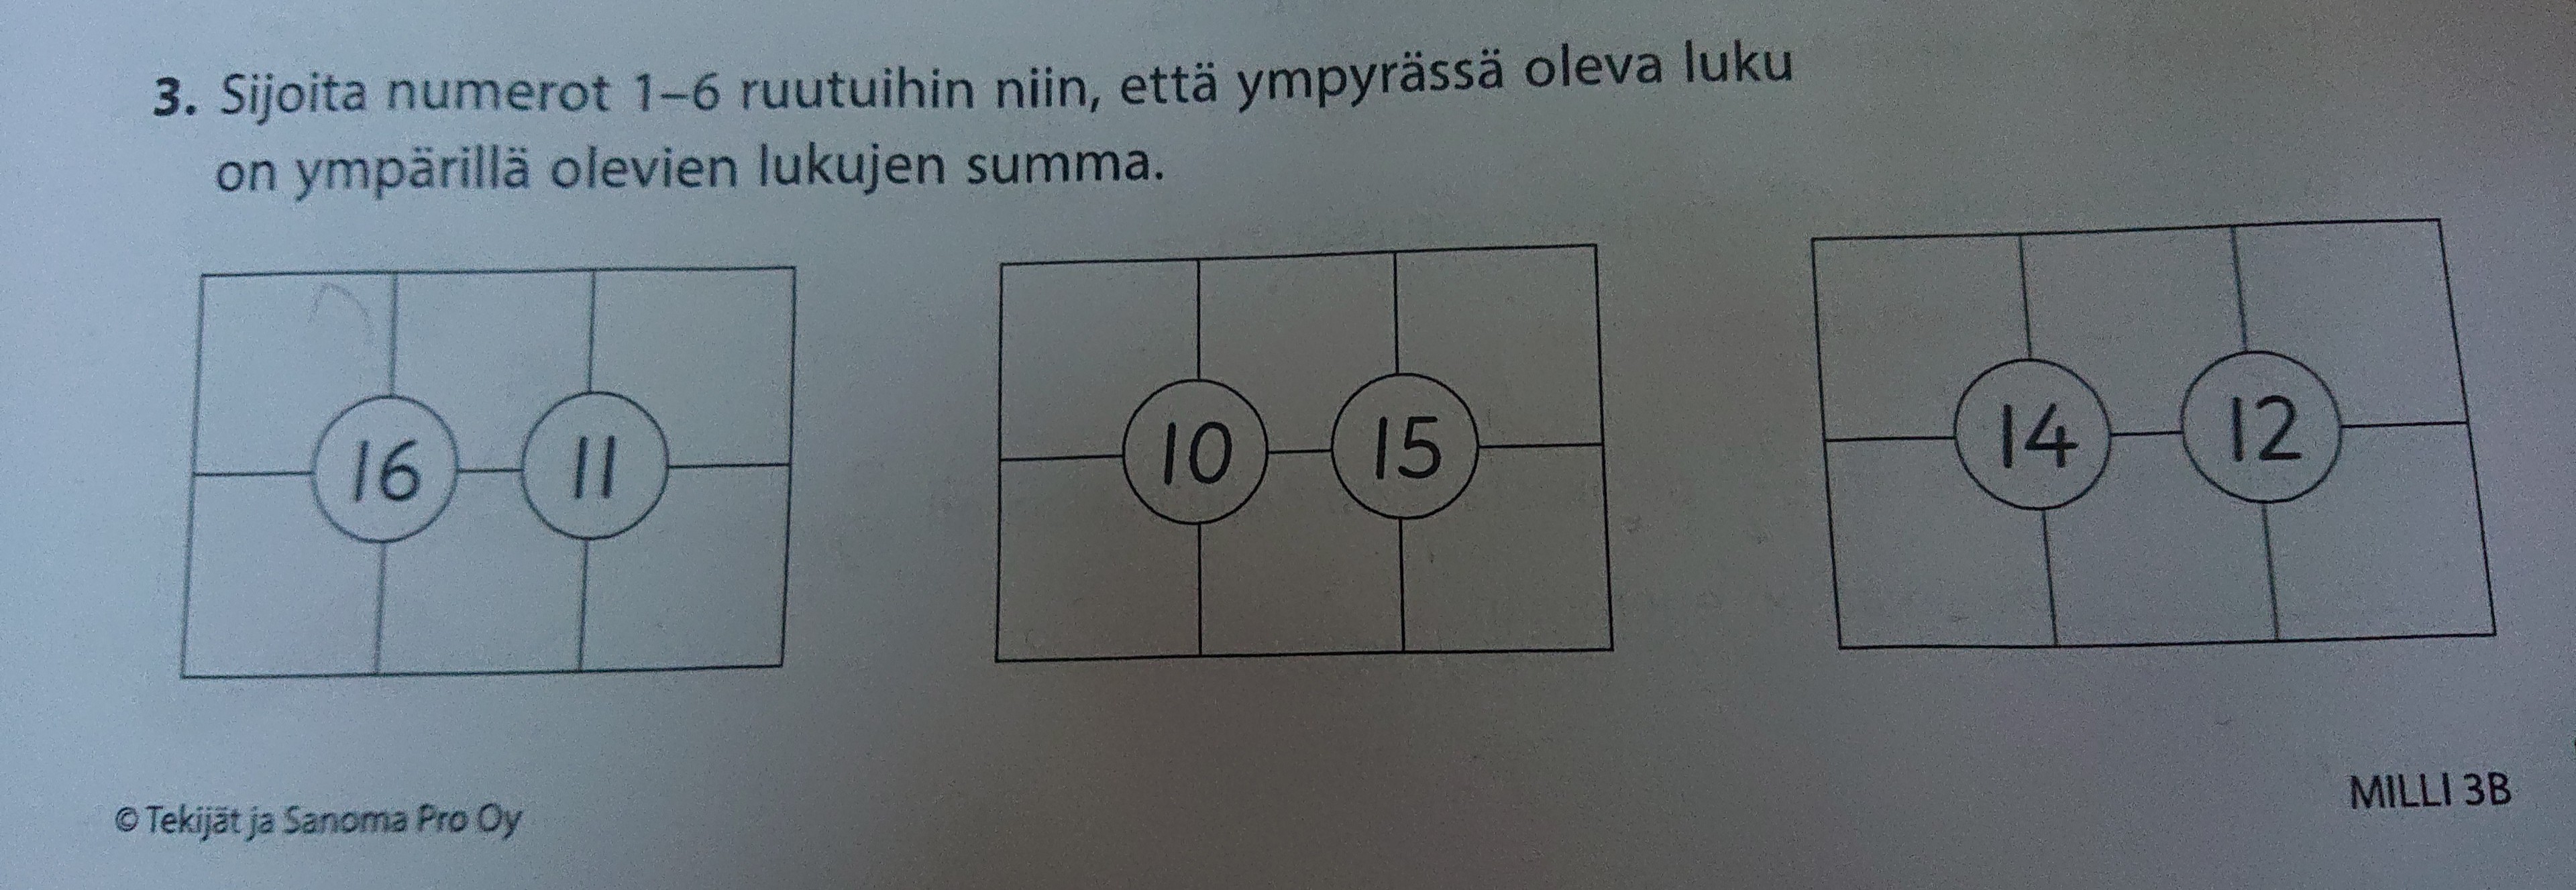 3. Sijoita numerot 1–6 ruutuihin niin, että ympyrässä oleva luku
on ympärillä olevien lukujen summa.
16 11 10 15 14 12
© Tekijät ja Sanoma Pro Oy
MILLI 3B